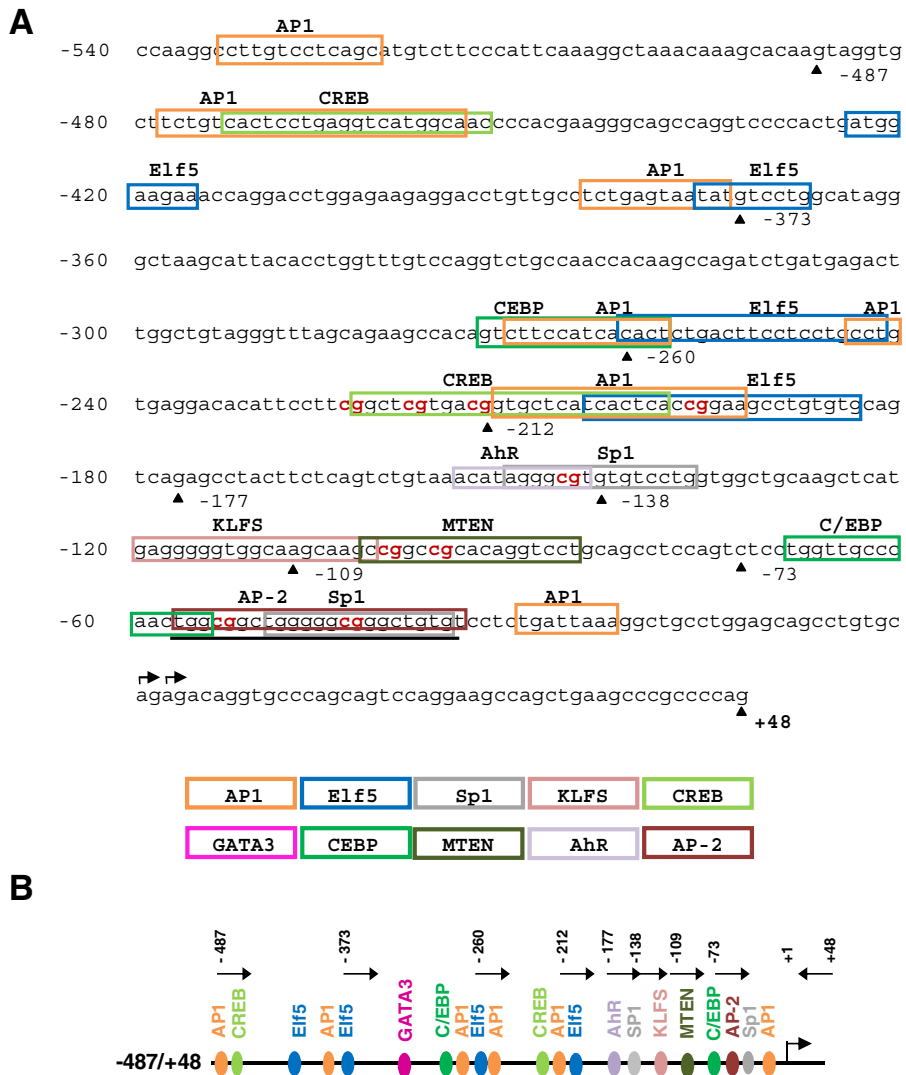 A
AP1
-540 ccaaggccttgtcctcagcatgtcttcccattcaaaggctaaacaaagcacaagtaggtg
-487
AP1 CREB
-480 cttctgtcactcctgaggtcatggcaaccccacgaagggcagccaggtccccactgatgg
Elf5 AP1 Elf5
-420 aagaaaccaggacctggagaagaggacctgttgcctctgagtaatatgtcctggcatagg
-373
-360 gctaagcattacacctggtttgtccaggtctgccaaccacaagccagatctgatgagact
CEBP AP1 Elf5 AP1
-300 tggctgtagggtttagcagaagccacagtcttccatcacactctgacttcctcctgcctg
-260
CREB AP1 Elf5
-240 tgaggacacattccttcggctcgtgacggtgctcacactcaccggaagcctgtgtgcag
-212
AhR Sp1
-180 tcagagcctacttctcagtctgtaaacatagggcgtgtgtcctggtggctgcaagctcat
-177 -138
KLFS MTEN C/EBP
-120 gagggggtggcaagcaagccggccgcgcacaggtcctgcagcctccagtctcctggttgccc
-109 -73
AP-2 Sp1 AP1
-60 aactggcggctgggggcgggctgtgtcctctgattaaaggctgcctggagcagcctgtgc
agagacaggtgcccagcagtccaggaagccagctgaagcccgccccag
+48
AP1 Elf5 Sp1 KLFS CREB
GATA3 CEBP MTEN AhR AP-2
B
-487 -373 -260 -212 -177 -138 -109 -73 +1 +48
AP1 CREB Elf5 AP1 Elf5 GATA3 C/EBP AP1 Elf5 AP1 CREB AP1 Elf5 AhR SP1 KLFS MTEN C/EBP AP-2 Sp1 AP1
-487/+48